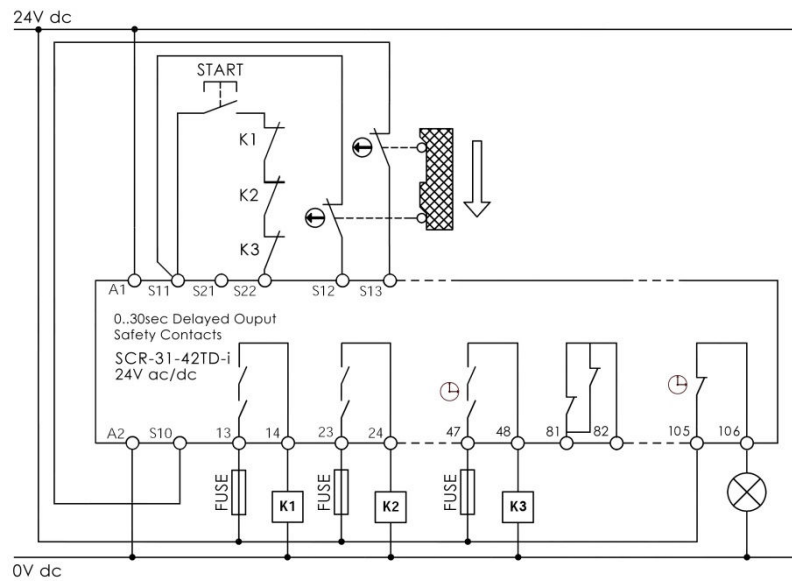 24V dc
START
K1
K2
K3
A1 S11 S21 S22 S12 S13
0..30sec Delayed Ouput
Safety Contacts
SCR-31-42TD-i
24V ac/dc
A2 S10 13 14 23 24 47 48 81 82 105 106
FUSE K1 FUSE K2 FUSE K3
0V dc